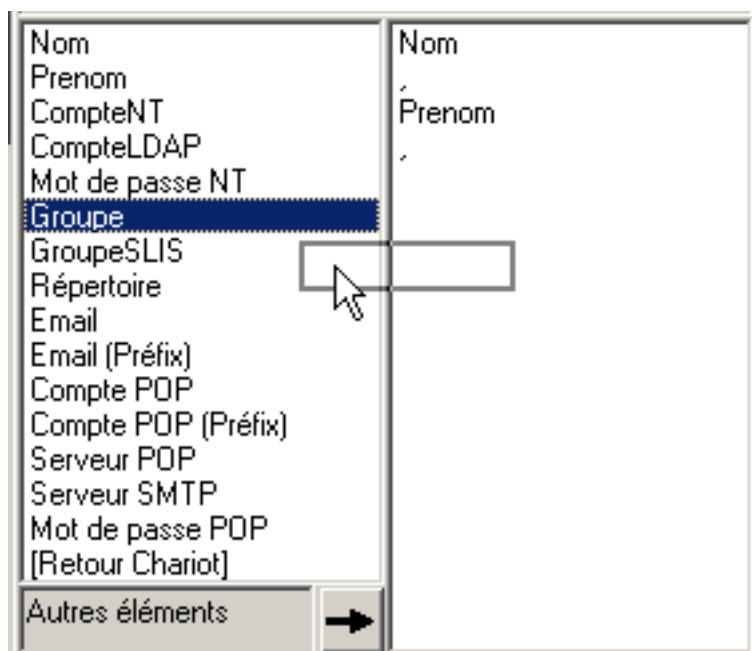 Nom
Prenom
CompteNT
CompteLDAP
Mot de passe NT
Groupe
GroupeSLIS
Répertoire
Email
Email (Préfix)
Compte POP
Compte POP (Préfix)
Serveur POP
Serveur SMTP
Mot de passe POP
[Retour Chariot]
Autres éléments
Nom
,
Prenom
,